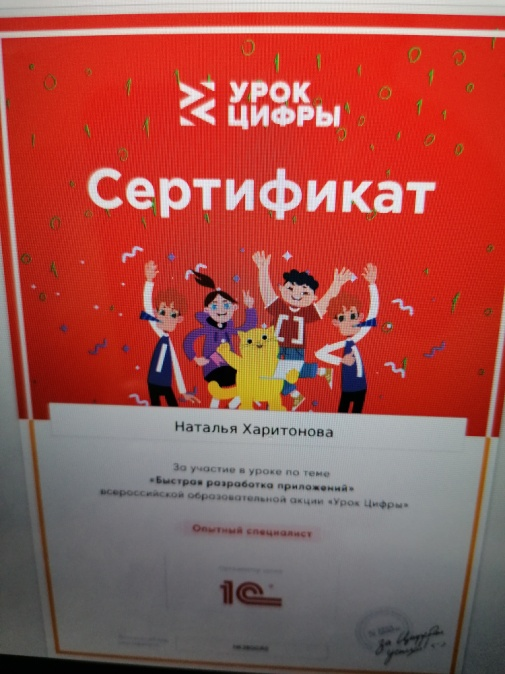 УРОК
ЦИФРЫ
Сертификат
Наталья Харитонова
За участие в уроке по теме
«Быстрая разработка приложений»
всероссийской образовательной акции «Урок Цифры»
Опытный специалист
1С